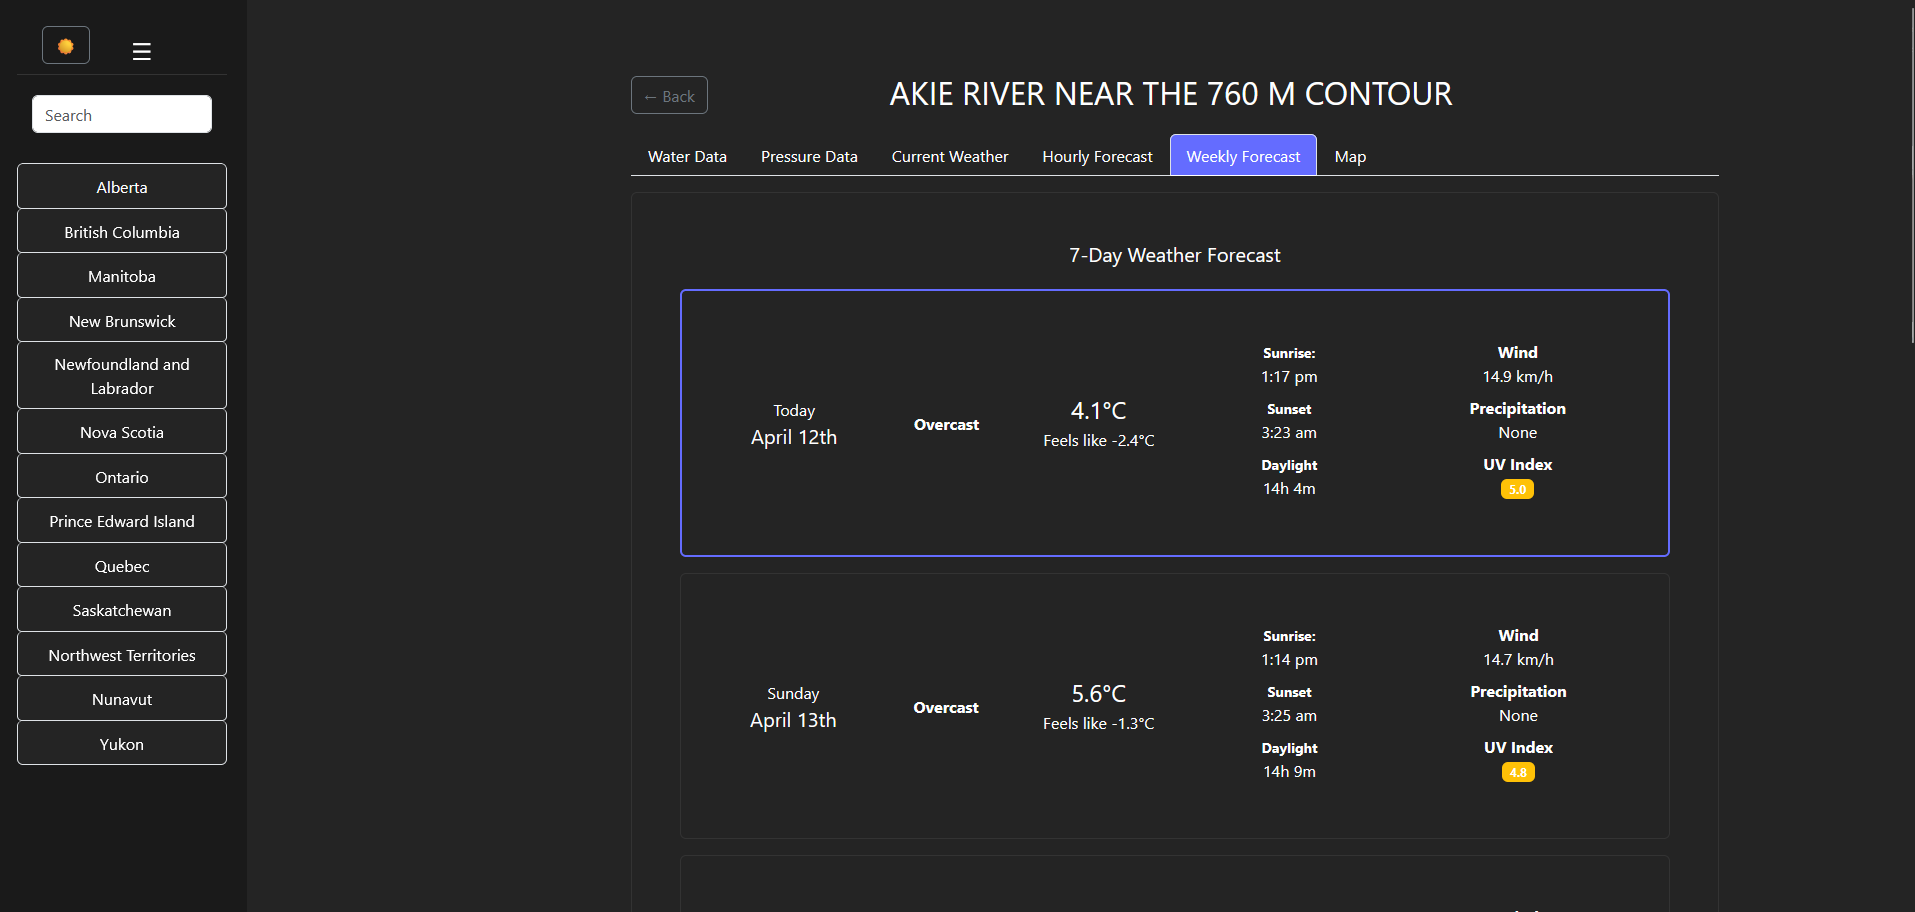 Search
Alberta
British Columbia
Manitoba
New Brunswick
Newfoundland and
Labrador
Nova Scotia
Ontario
Prince Edward Island
Quebec
Saskatchewan
Northwest Territories
Nunavut
Yukon
← Back
AKIE RIVER NEAR THE 760 M CONTOUR
Water Data
Pressure Data
Current Weather
Hourly Forecast
Weekly Forecast
Map
7-Day Weather Forecast
Today
April 12th
Overcast
4.1°C
Feels like -2.4°C
Sunrise:
1:17 pm
Sunset
3:23 am
Daylight
14h 4m
Wind
14.9 km/h
Precipitation
None
UV Index
5.0
Sunday
April 13th
Overcast
5.6°C
Feels like -1.3°C
Sunrise:
1:14 pm
Sunset
3:25 am
Daylight
14h 9m
Wind
14.7 km/h
Precipitation
None
UV Index
4.8